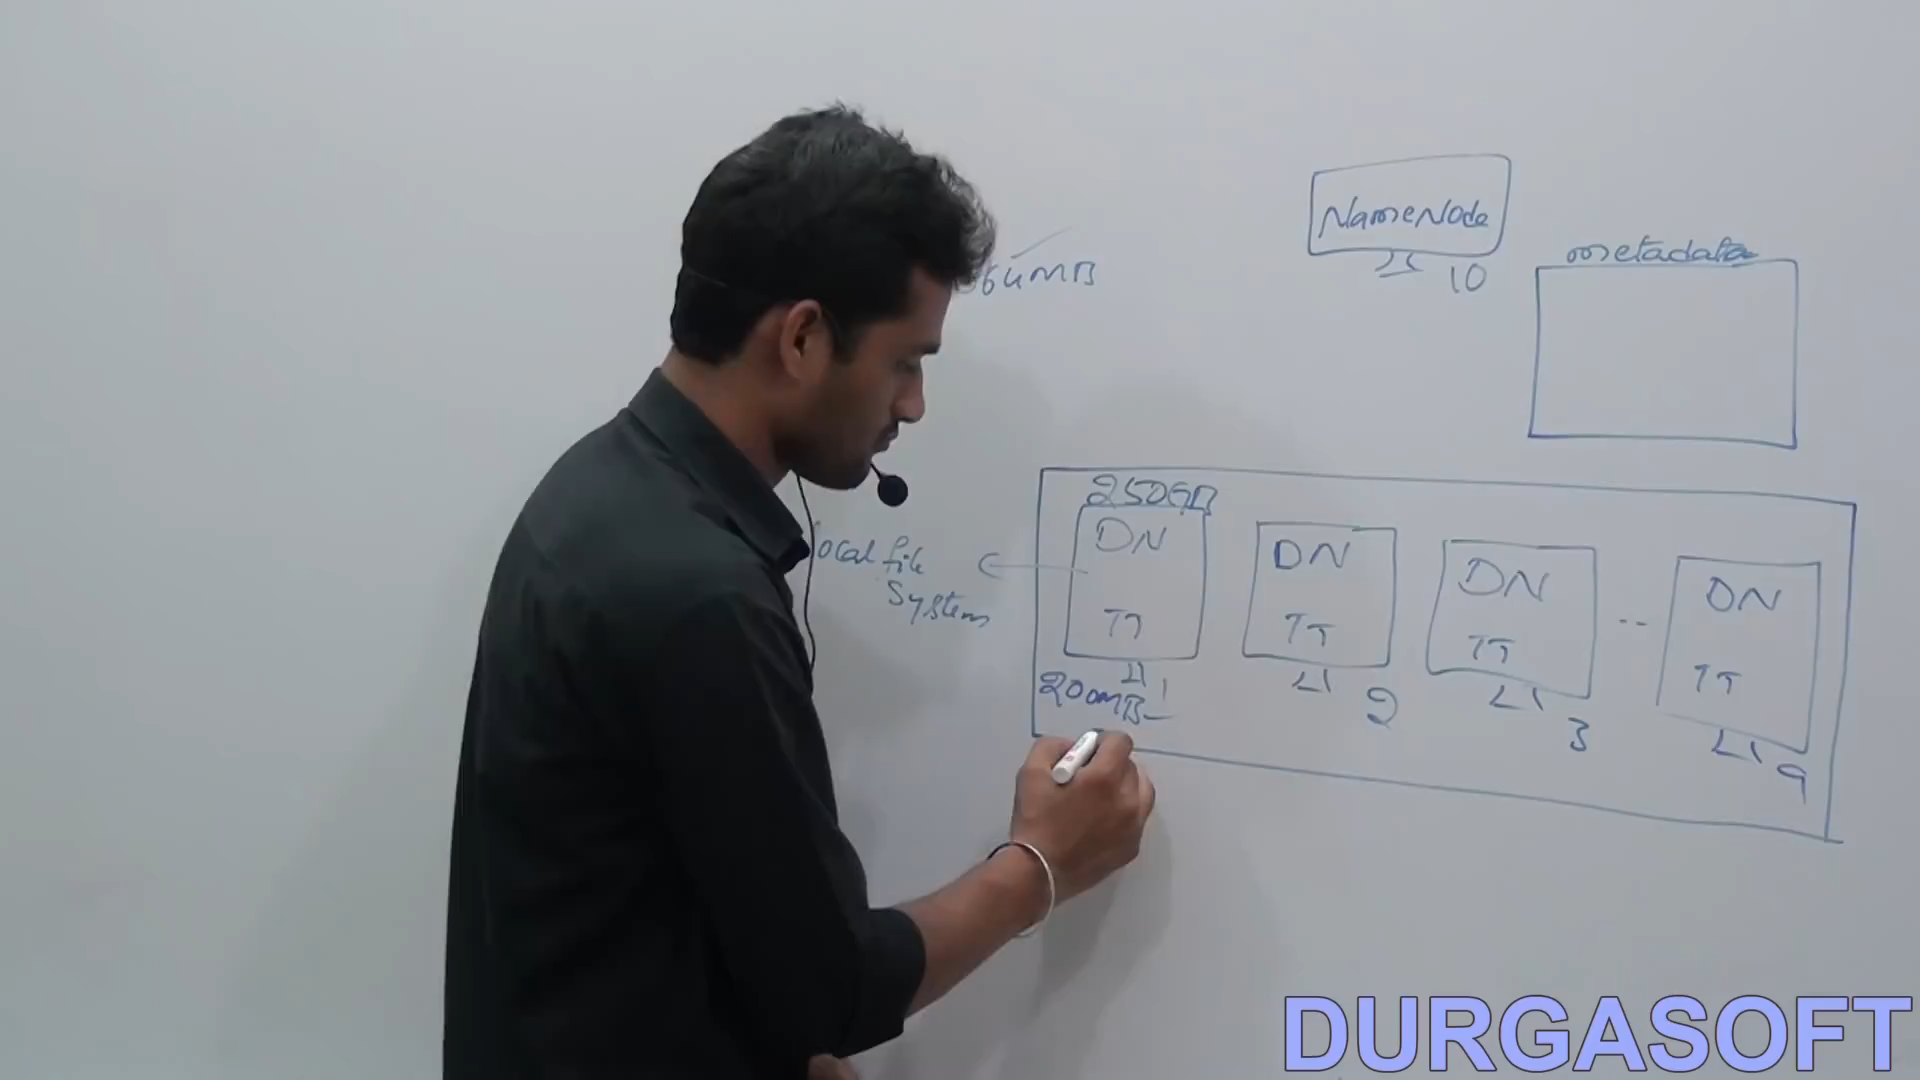 NameNode
10
metadata
64MB
250GB
DN
DN
DN
DN
local file
System
TT
TT
TT
--
TT
200MB
1
2
3
9
DURGASOFT